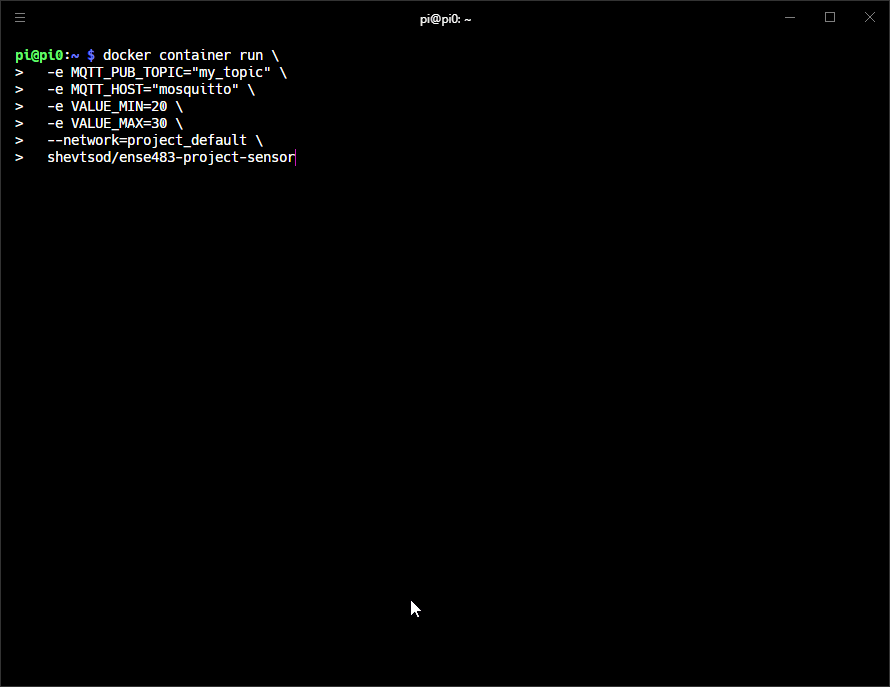 pi@pi0: ~
pi@pi0:~ $ docker container run \
>   -e MQTT_PUB_TOPIC="my_topic" \
>   -e MQTT_HOST="mosquitto" \
>   -e VALUE_MIN=20 \
>   -e VALUE_MAX=30 \
>   --network=project_default \
>   shevtsod/ense483-project-sensor